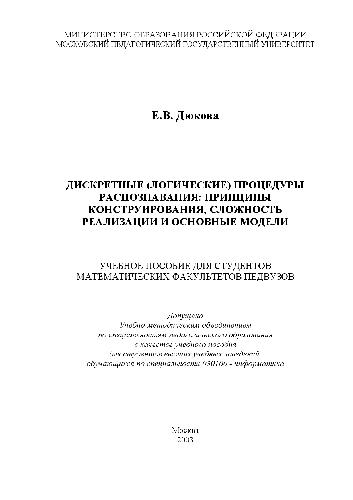 МИНИСТЕРСТВО ОБРАЗОВАНИЯ РОССИЙСКОЙ ФЕДЕРАЦИИ
МОСКОВСКИЙ ПЕДАГОГИЧЕСКИЙ ГОСУДАРСТВЕННЫЙ УНИВЕРСИТЕТ
Е.В. Дюкова
ДИСКРЕТНЫЕ (ЛОГИЧЕСКИЕ) ПРОЦЕДУРЫ
РАСПОЗНАВАНИЯ: ПРИНЦИПЫ
КОНСТРУИРОВАНИЯ, СЛОЖНОСТЬ
РЕАЛИЗАЦИИ И ОСНОВНЫЕ МОДЕЛИ
УЧЕБНОЕ ПОСОБИЕ ДЛЯ СТУДЕНТОВ
МАТЕМАТИЧЕСКИХ ФАКУЛЬТЕТОВ ПЕДВУЗОВ
Допущено
Учебно-методическим объединением
по специальностям педагогического образования
в качестве учебного пособия
для студентов высших учебных заведений,
обучающихся по специальности 030100 – информатика
Москва
2003